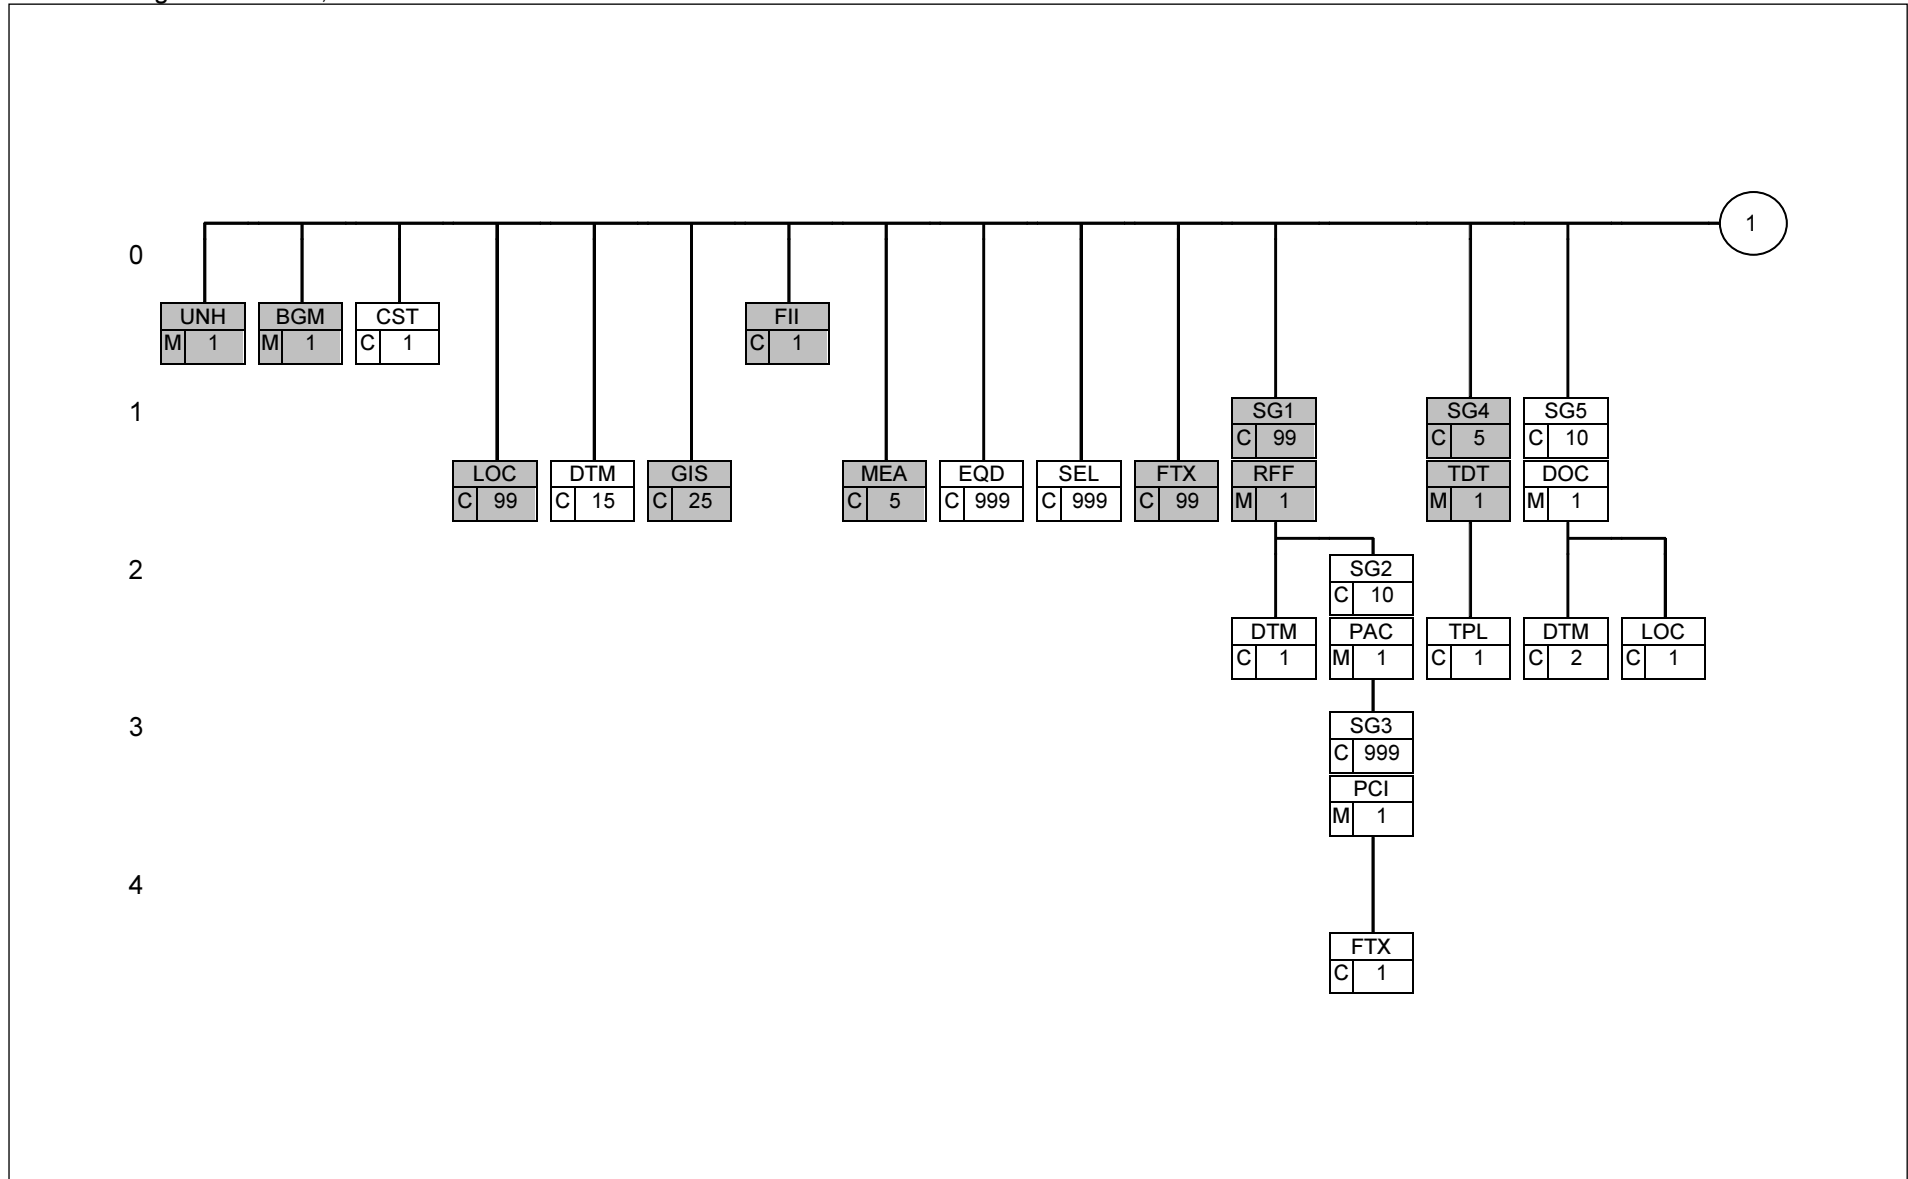 1
0
UNH BGM CST FII
M 1 M 1 C 1 C 1
1
SG1 SG4 SG5
C 99 C 5 C 10
LOC DTM GIS MEA EQD SEL FTX RFF TDT DOC
C 99 C 15 C 25 C 5 C 999 C 999 C 99 M 1 M 1 M 1
2
SG2
C 10
DTM PAC TPL DTM LOC
C 1 M 1 C 1 C 2 C 1
3
SG3
C 999
PCI
M 1
4
FTX
C 1